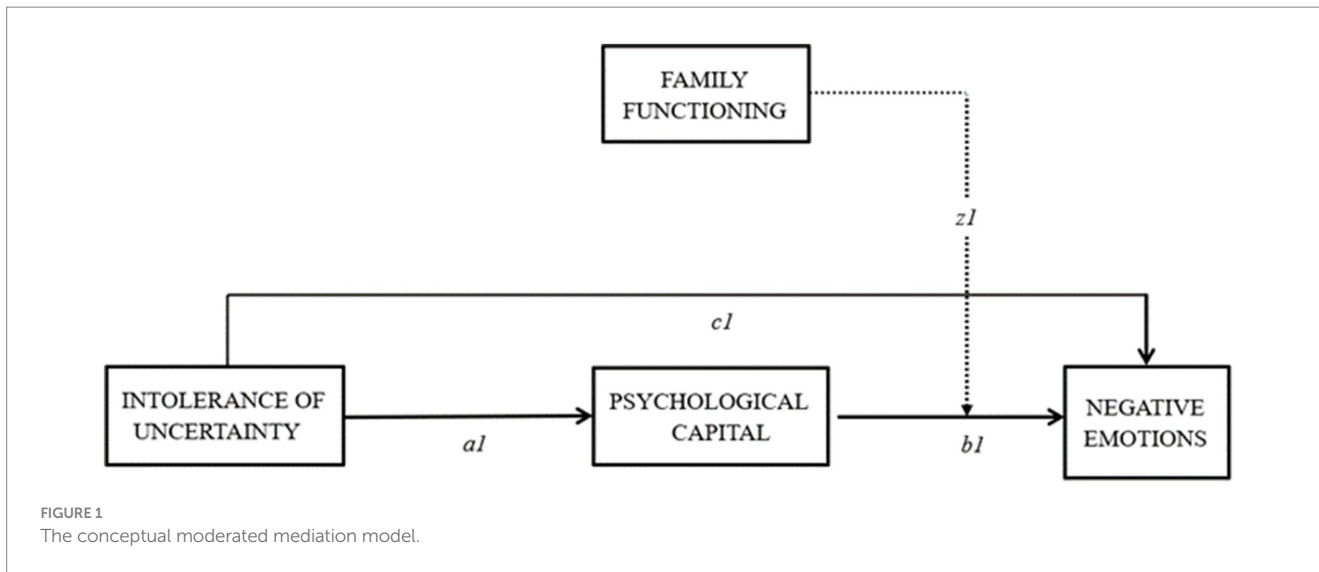 FAMILY
FUNCTIONING
z1
c1
INTOLERANCE OF
UNCERTAINTY
a1
PSYCHOLOGICAL
CAPITAL
b1
NEGATIVE
EMOTIONS
FIGURE 1
The conceptual moderated mediation model.